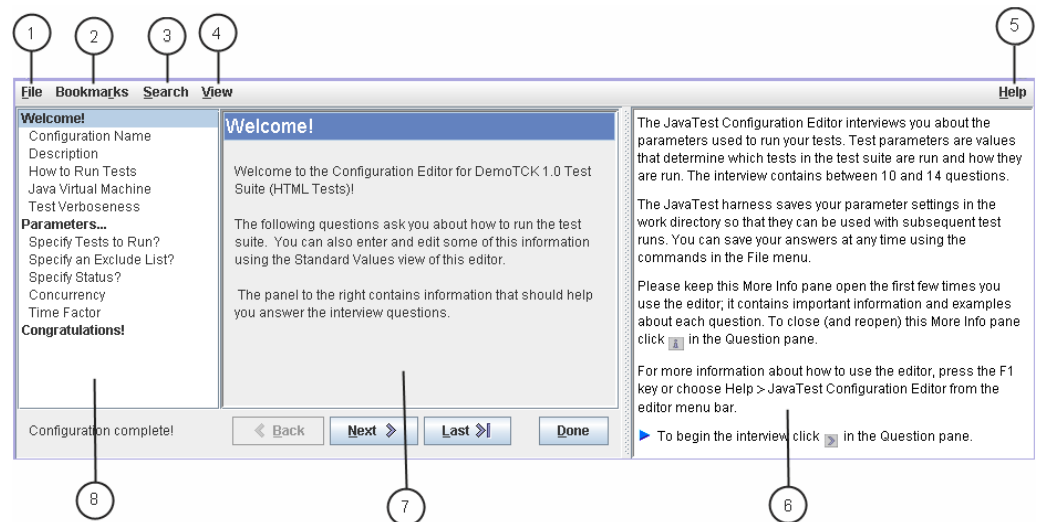 1
2
3
4
5
File Bookmarks Search View Help
Welcome!
Configuration Name
Description
How to Run Tests
Java Virtual Machine
Test Verboseness
Parameters...
Specify Tests to Run?
Specify an Exclude List?
Specify Status?
Concurrency
Time Factor
Congratulations!
Configuration complete!
Welcome!
Welcome to the Configuration Editor for DemoTCK 1.0 Test
Suite (HTML Tests)!
The following questions ask you about how to run the test
suite. You can also enter and edit some of this information
using the Standard Values view of this editor.
The panel to the right contains information that should help
you answer the interview questions.
Back Next Last Done
The JavaTest Configuration Editor interviews you about the
parameters used to run your tests. Test parameters are values
that determine which tests in the test suite are run and how they
are run. The interview contains between 10 and 14 questions.
The JavaTest harness saves your parameter settings in the
work directory so that they can be used with subsequent test
runs. You can save your answers at any time using the
commands in the File menu.
Please keep this More Info pane open the first few times you
use the editor; it contains important information and examples
about each question. To close (and reopen) this More Info pane
click in the Question pane.
For more information about how to use the editor, press the F1
key or choose Help > JavaTest Configuration Editor from the
editor menu bar.
To begin the interview click in the Question pane.
8
7
6